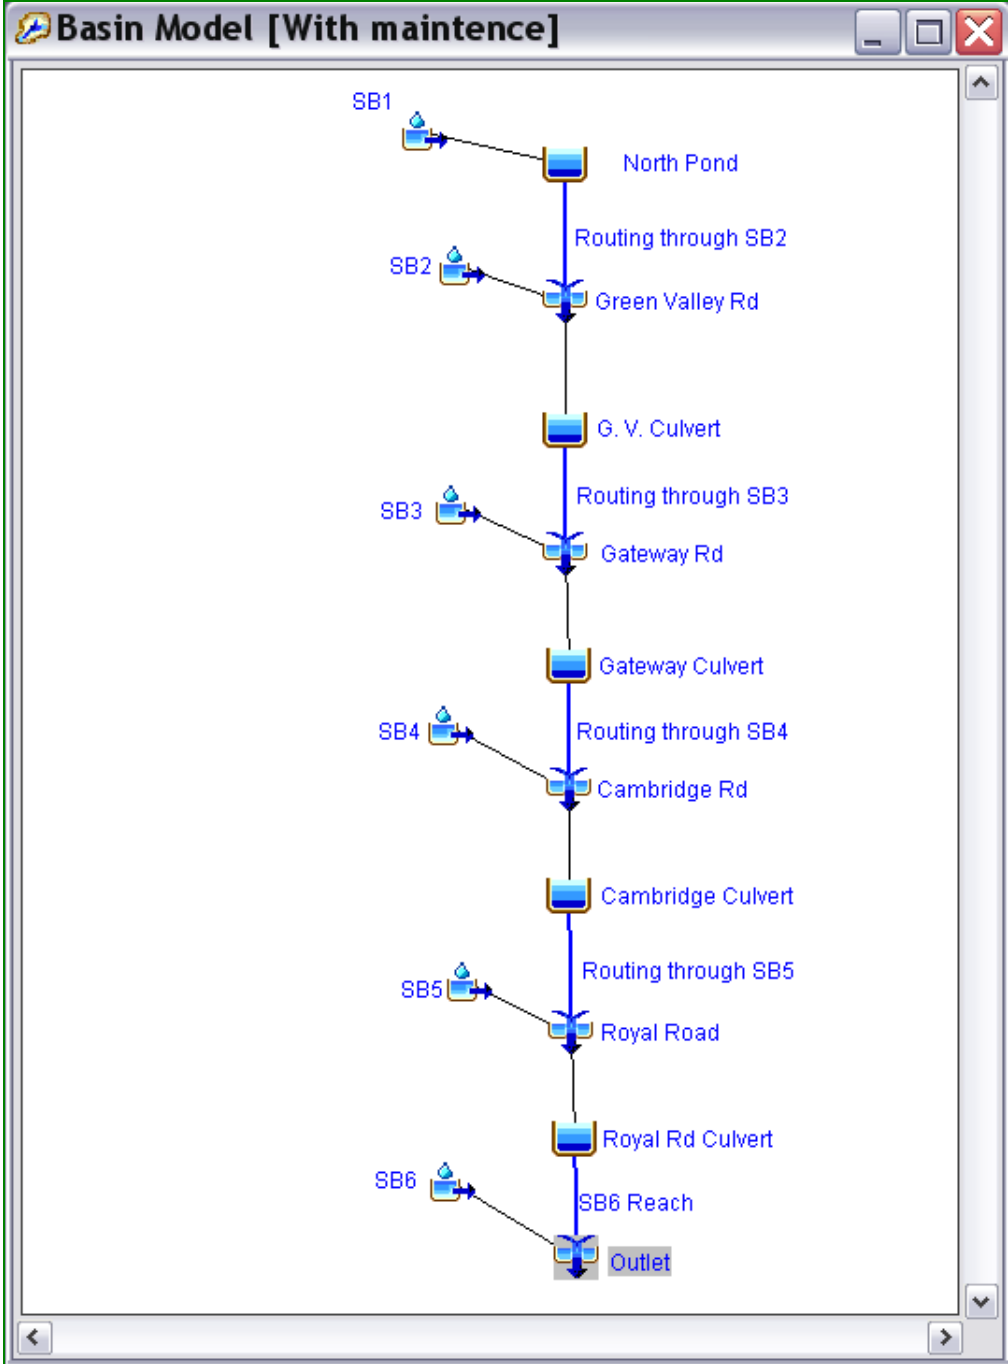 Basin Model [With maintence]
SB1
North Pond
Routing through SB2
SB2
Green Valley Rd
G. V. Culvert
Routing through SB3
SB3
Gateway Rd
Gateway Culvert
SB4
Routing through SB4
Cambridge Rd
Cambridge Culvert
Routing through SB5
SB5
Royal Road
Royal Rd Culvert
SB6
SB6 Reach
Outlet